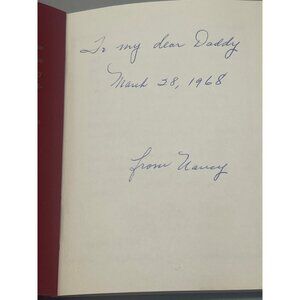 To my dear Daddy
March 28, 1968
from Nancy